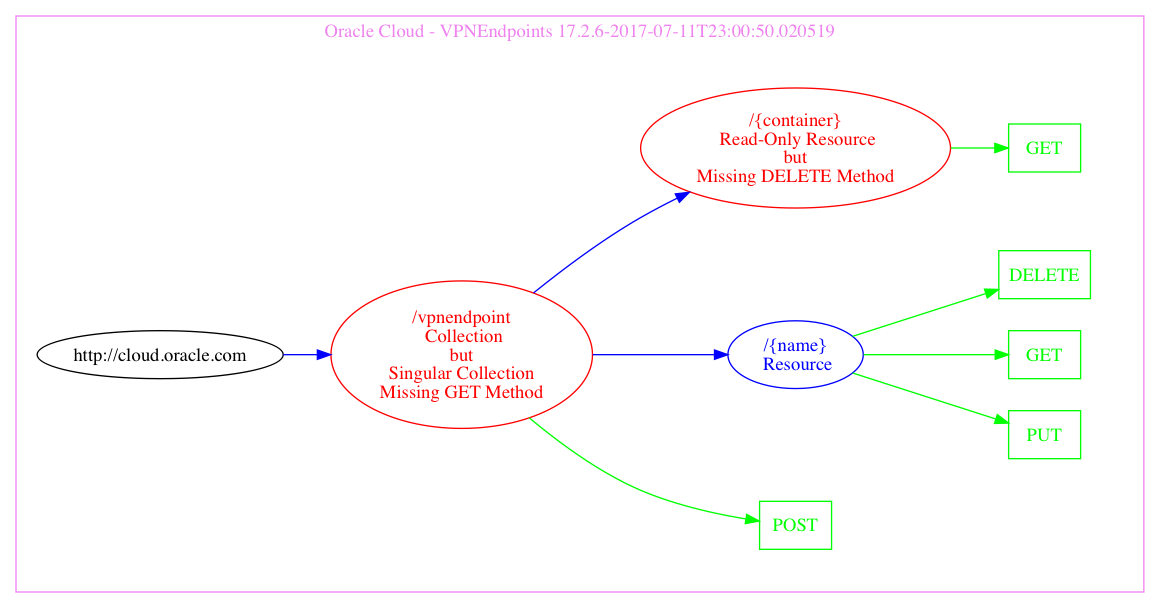 Oracle Cloud - VPNEndpoints 17.2.6-2017-07-11T23:00:50.020519
/{container}
Read-Only Resource
but
Missing DELETE Method
GET
http://cloud.oracle.com
/vpnendpoint
Collection
but
Singular Collection
Missing GET Method
/{name}
Resource
DELETE
GET
PUT
POST